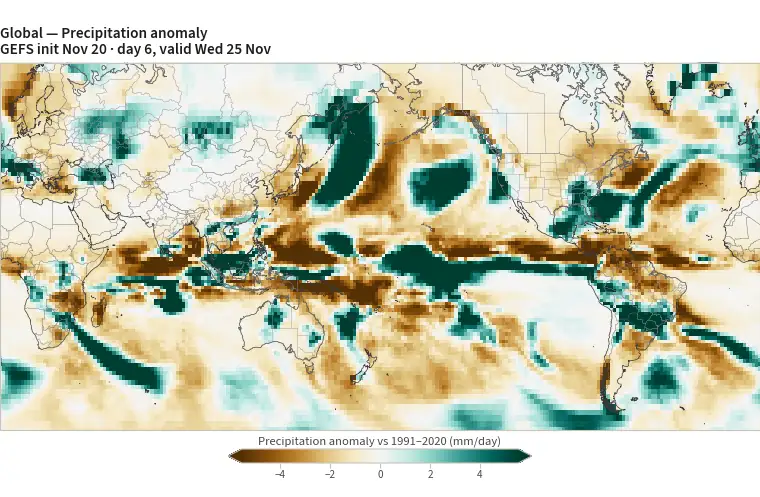 Global — Precipitation anomaly
GEFS init Nov 20 · day 6, valid Wed 25 Nov
Precipitation anomaly vs 1991–2020 (mm/day)
−4 −2 0 2 4